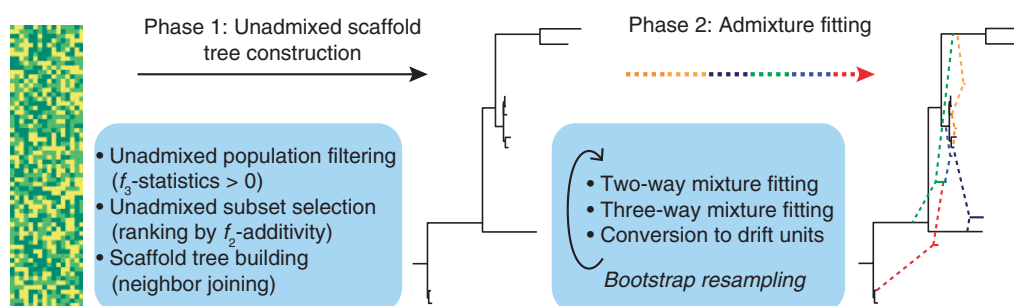 Phase 1: Unadmixed scaffold
tree construction
Phase 2: Admixture fitting
• Unadmixed population filtering
(f₃-statistics > 0)
• Unadmixed subset selection
(ranking by f₂-additivity)
• Scaffold tree building
(neighbor joining)
• Two-way mixture fitting
• Three-way mixture fitting
• Conversion to drift units
Bootstrap resampling